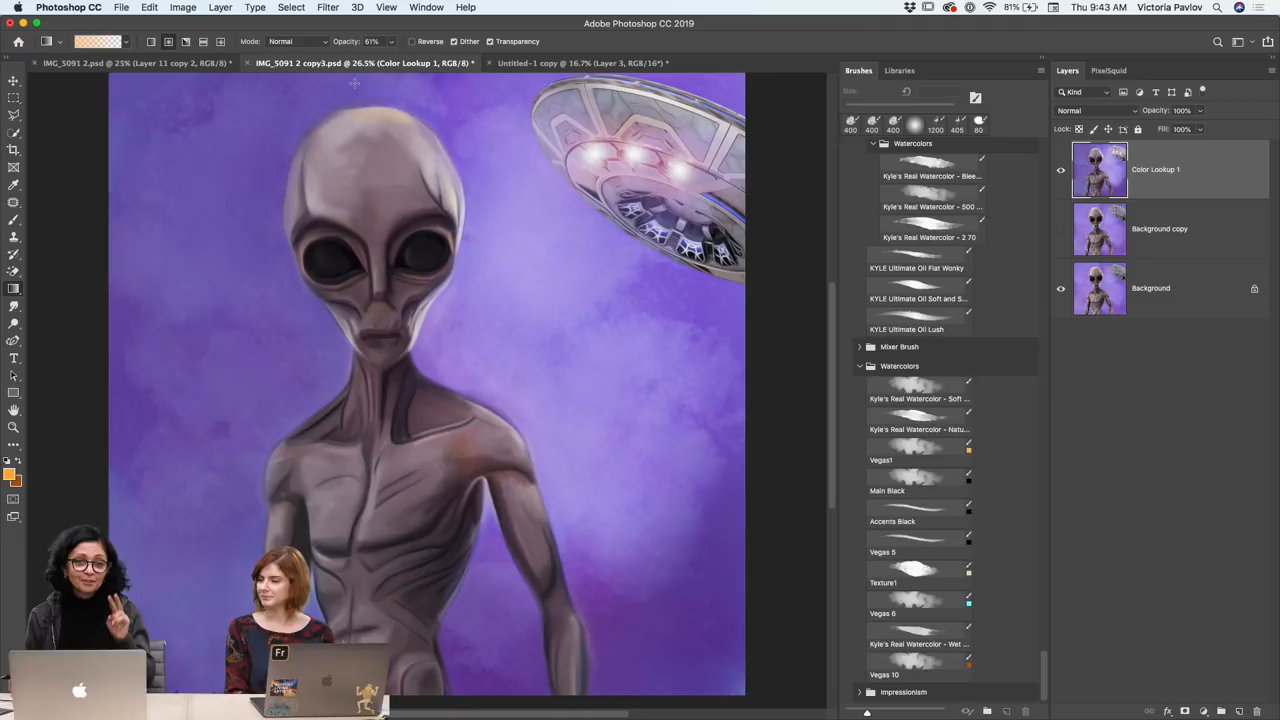 Photoshop CC File Edit Image Layer Type Select Filter 3D View Window Help 81% Thu 9:43 AM Victoria Pavlov
Adobe Photoshop CC 2019
Mode: Normal Opacity: 61% Reverse Dither Transparency
IMG_5091 2.psd @ 25% (Layer 11 copy 2, RGB/8) *
IMG_5091 2 copy3.psd @ 26.5% (Color Lookup 1, RGB/8) *
Untitled-1 copy @ 16.7% (Layer 3, RGB/16*) *
Brushes Libraries
Size:
400 400 400 1200 405 80
Watercolors
Kyle's Real Watercolor - Blee...
Kyle's Real Watercolor - 500 ...
Kyle's Real Watercolor - 2 70
KYLE Ultimate Oil Flat Wonky
KYLE Ultimate Oil Soft and S...
KYLE Ultimate Oil Lush
Mixer Brush
Watercolors
Kyle's Real Watercolor - Soft ...
Kyle's Real Watercolor - Natu...
Vegas1
Main Black
Accents Black
Vegas 5
Texture1
Vegas 6
Kyle's Real Watercolor - Wet ...
Vegas 10
Impressionism
Layers PixelSquid
Kind
Normal Opacity: 100%
Lock: Fill: 100%
Color Lookup 1
Background copy
Background
Fr